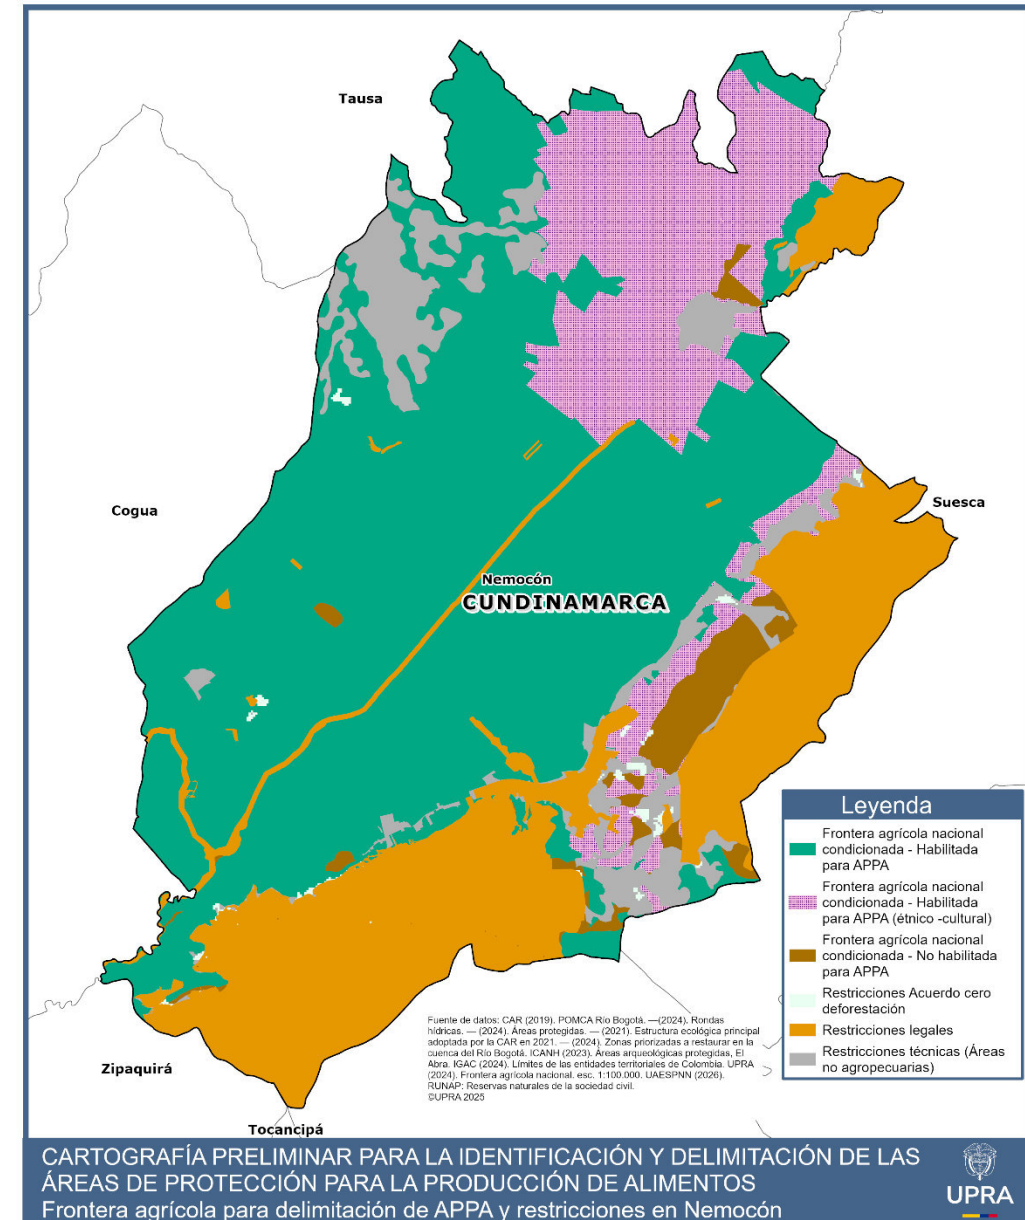 Tausa
Cogua
Suesca
Nemocón
CUNDINAMARCA
Zipaquirá
Tocancipá
Leyenda
Frontera agrícola nacional
condicionada - Habilitada
para APPA
Frontera agrícola nacional
condicionada - Habilitada
para APPA (étnico -cultural)
Frontera agrícola nacional
condicionada - No habilitada
para APPA
Restricciones Acuerdo cero
deforestación
Restricciones legales
Restricciones técnicas (Áreas
no agropecuarias)
Fuente de datos: CAR (2019). POMCA Río Bogotá. —(2024). Rondas
hídricas. — (2024). Áreas protegidas. — (2021). Estructura ecológica principal
adoptada por la CAR en 2021. — (2024). Zonas priorizadas a restaurar en la
cuenca del Río Bogotá. ICANH (2023). Áreas arqueológicas protegidas, El
Abra. IGAC (2024). Límites de las entidades territoriales de Colombia. UPRA
(2024). Frontera agrícola nacional. esc. 1:100.000. UAESPNN (2026).
RUNAP: Reservas naturales de la sociedad civil.
©UPRA 2025
CARTOGRAFÍA PRELIMINAR PARA LA IDENTIFICACIÓN Y DELIMITACIÓN DE LAS
ÁREAS DE PROTECCIÓN PARA LA PRODUCCIÓN DE ALIMENTOS
Frontera agrícola para delimitación de APPA y restricciones en Nemocón
UPRA